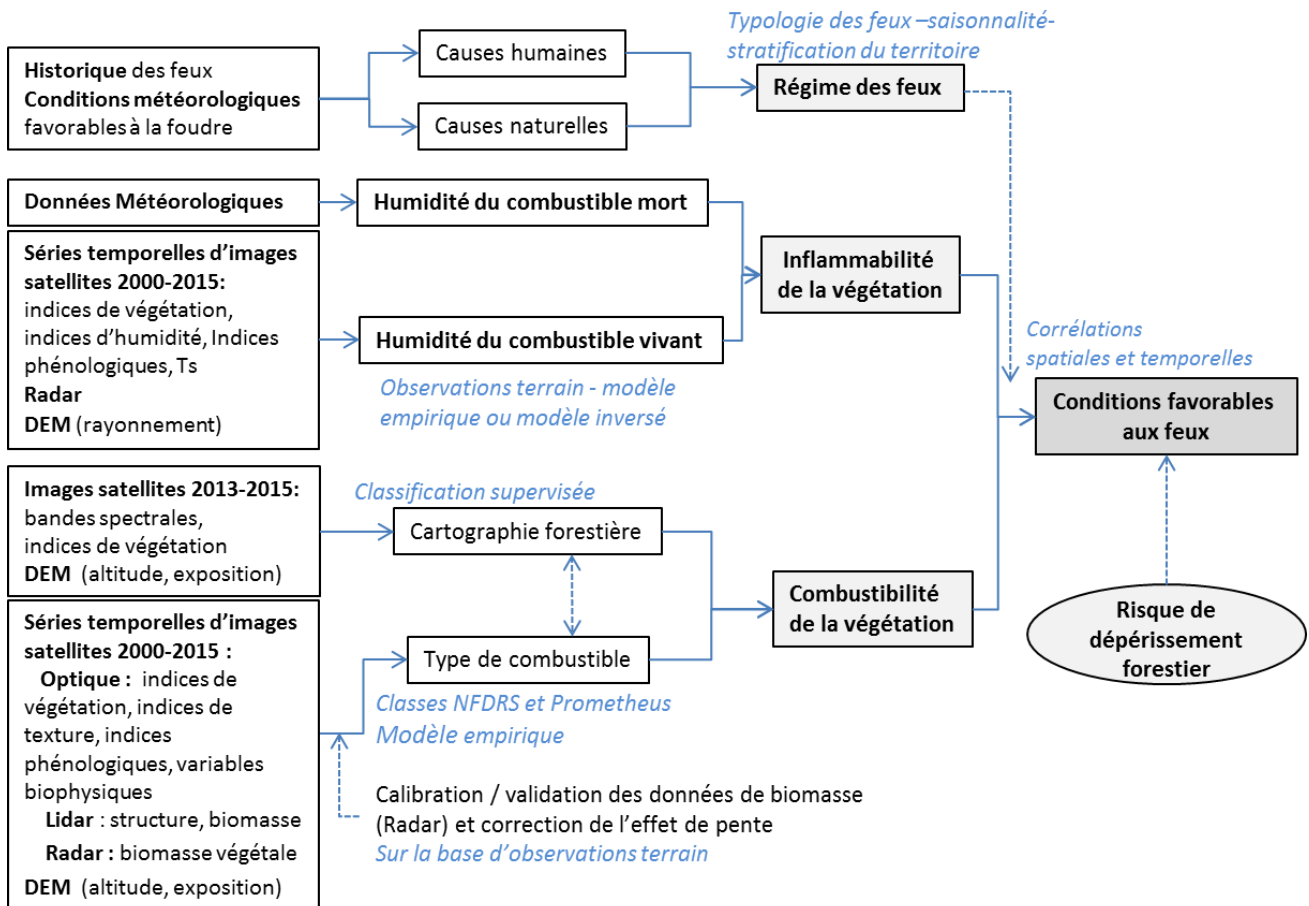 Typologie des feux –saisonnalité-
stratification du territoire
Historique des feux
Conditions météorologiques
favorables à la foudre
Causes humaines
Causes naturelles
Régime des feux
Données Météorologiques
Humidité du combustible mort
Séries temporelles d’images
satellites 2000-2015:
indices de végétation,
indices d’humidité, Indices
phénologiques, Ts
Radar
DEM (rayonnement)
Humidité du combustible vivant
Observations terrain - modèle
empirique ou modèle inversé
Inflammabilité
de la végétation
Corrélations
spatiales et temporelles
Conditions favorables
aux feux
Images satellites 2013-2015:
bandes spectrales,
indices de végétation
DEM (altitude, exposition)
Classification supervisée
Cartographie forestière
Combustibilité
de la végétation
Risque de
dépérissement
forestier
Séries temporelles d’images
satellites 2000-2015 :
Optique : indices de
végétation, indices de
texture, indices
phénologiques, variables
biophysiques
Lidar : structure, biomasse
Radar : biomasse végétale
DEM (altitude, exposition)
Type de combustible
Classes NFDRS et Prometheus
Modèle empirique
Calibration / validation des données de biomasse
(Radar) et correction de l’effet de pente
Sur la base d’observations terrain